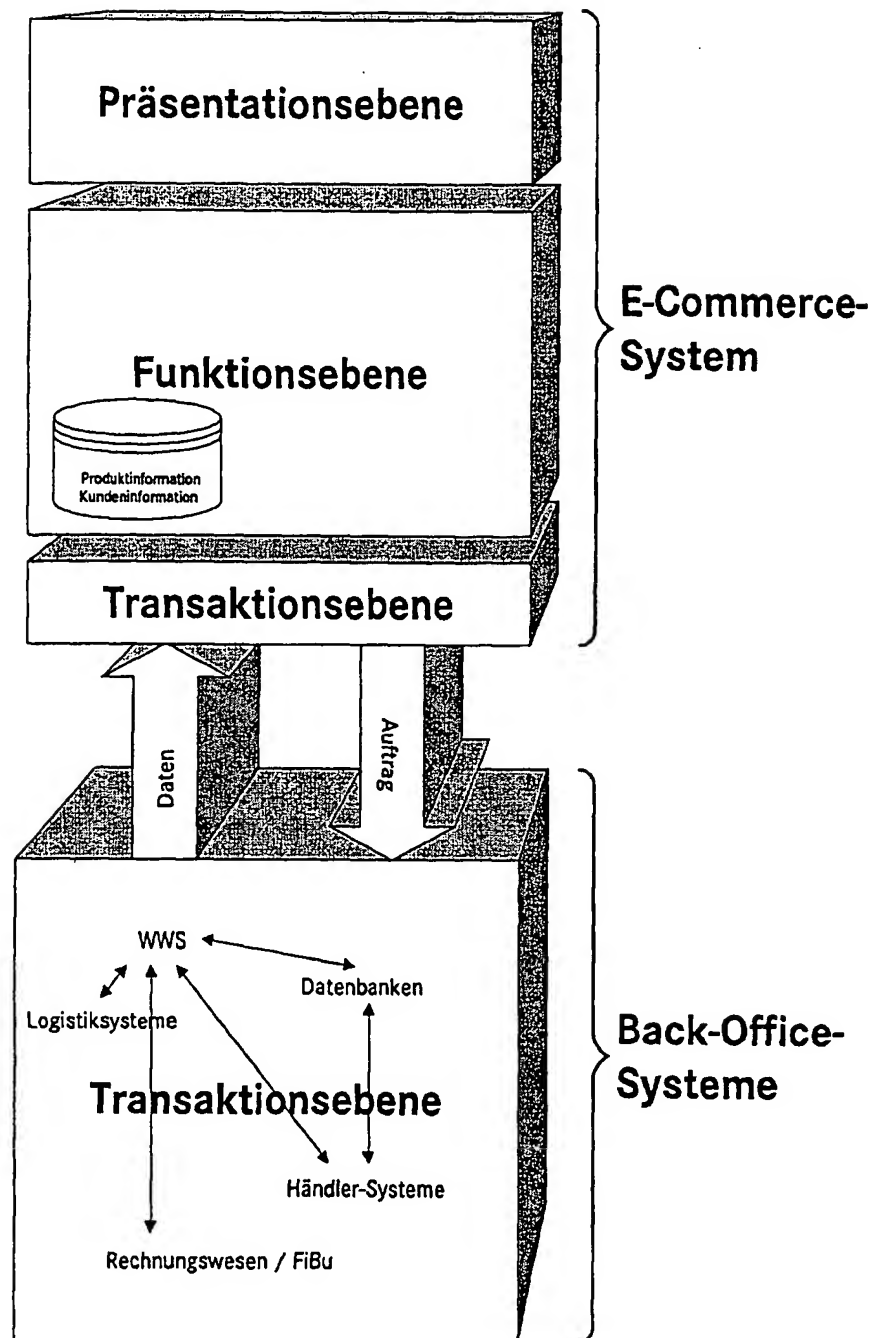 Präsentationsebene
Funktionsebene
Produktinformation
Kundeninformation
Transaktionsebene
E-Commerce-
System
Daten
Auftrag
WWS
Datenbanken
Logistiksysteme
Transaktionsebene
Händler-Systeme
Rechnungswesen / FiBu
Back-Office-
Systeme